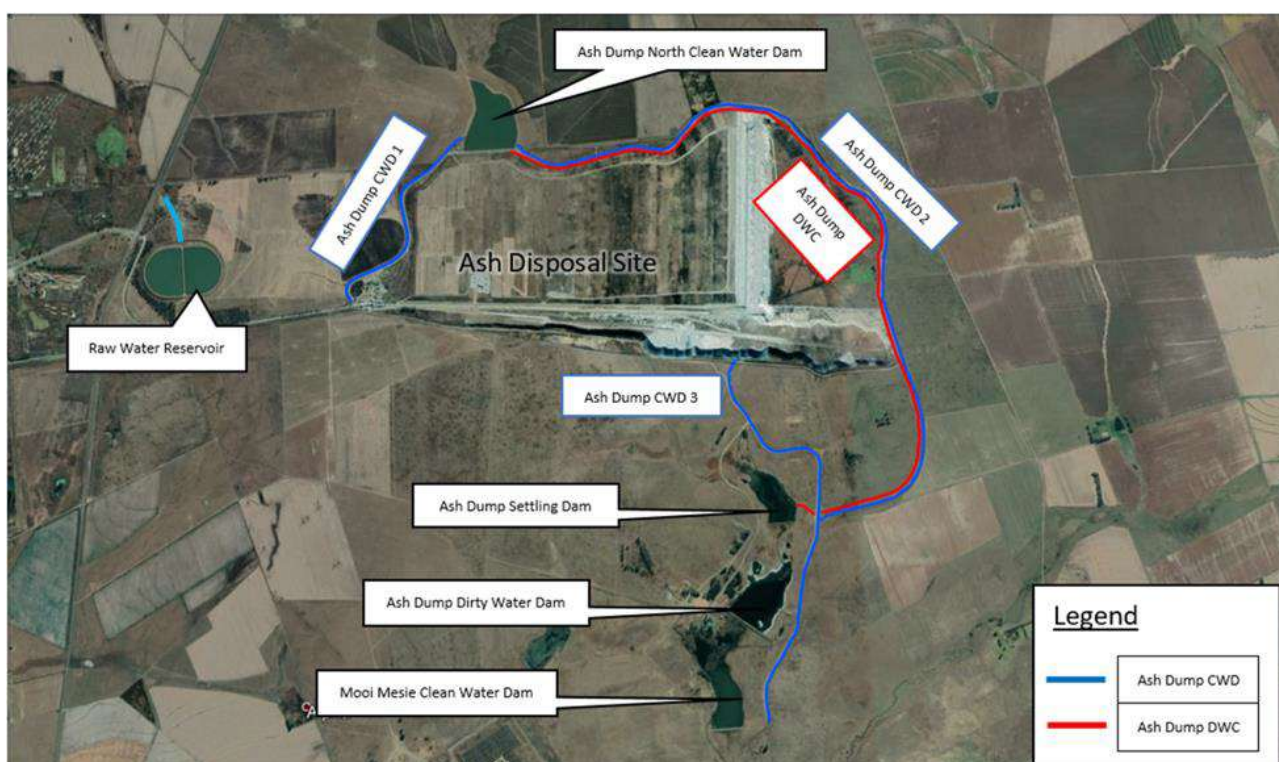 Ash Dump North Clean Water Dam
Ash Dump CWD 1
Ash Dump CWD 2
Ash Dump
DWC
Ash Disposal Site
Raw Water Reservoir
Ash Dump CWD 3
Ash Dump Settling Dam
Ash Dump Dirty Water Dam
Mooi Mesie Clean Water Dam
Legend
Ash Dump CWD
Ash Dump DWC